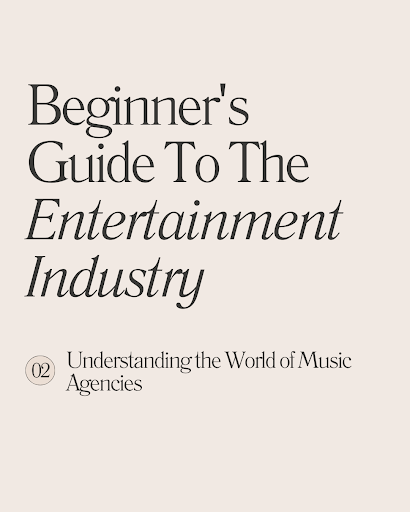 Beginner's
Guide To The
Entertainment
Industry
02
Understanding the World of Music
Agencies